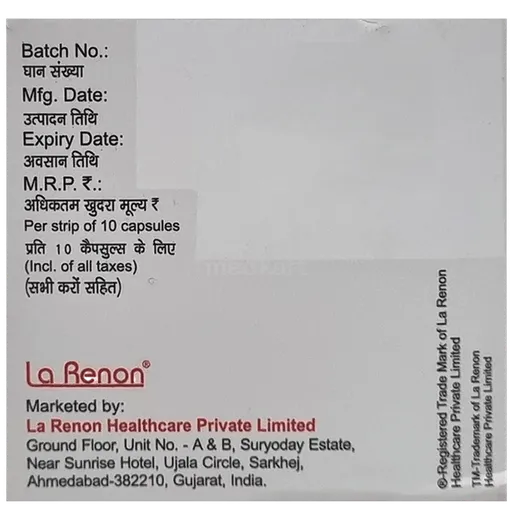 Batch No.:
घान संख्या
Mfg. Date:
उत्पादन तिथि
Expiry Date:
अवसान तिथि
M.R.P. ₹.:
अधिकतम खुदरा मूल्य ₹
Per strip of 10 capsules
प्रति 10 कैपसुल्स के लिए
(Incl. of all taxes)
(सभी करों सहित)
La Renon®
Marketed by:
La Renon Healthcare Private Limited
Ground Floor, Unit No. - A & B, Suryoday Estate,
Near Sunrise Hotel, Ujala Circle, Sarkhej,
Ahmedabad-382210, Gujarat, India.
®-Registered Trade Mark of La Renon
Healthcare Private Limited
TM-Trademark of La Renon
Healthcare Private Limited